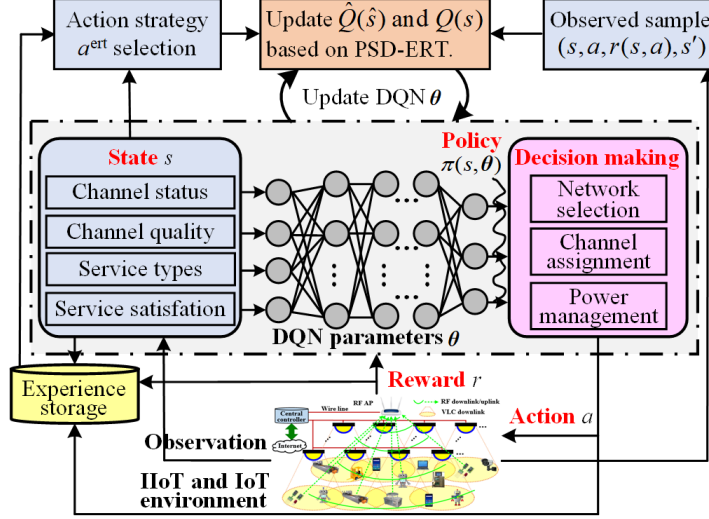 Action strategy
a^ert selection
Update Q̂(ŝ) and Q(s)
based on PSD-ERT.
Observed sample
(s, a, r(s, a), s')
Update DQN θ
State s
Channel status
Channel quality
Service types
Service satisfation
Policy
π(s, θ)
Decision making
Network
selection
Channel
assignment
Power
management
DQN parameters θ
Experience
storage
Reward r
Action a
Observation
IIoT and IoT
environment
RF AP
Wire line
Central
controller
Internet
RF downlink/uplink
VLC downlink